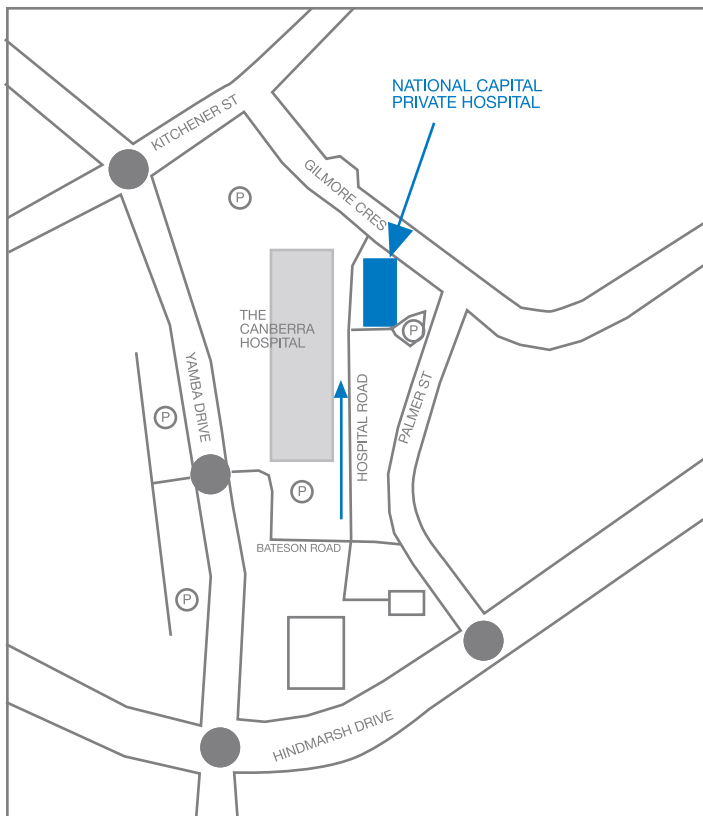 NATIONAL CAPITAL
PRIVATE HOSPITAL
KITCHENER ST
GILMORE CRES
P
THE
CANBERRA
HOSPITAL
P
YAMBA DRIVE
HOSPITAL ROAD
PALMER ST
P
P
BATESON ROAD
P
HINDMARSH DRIVE